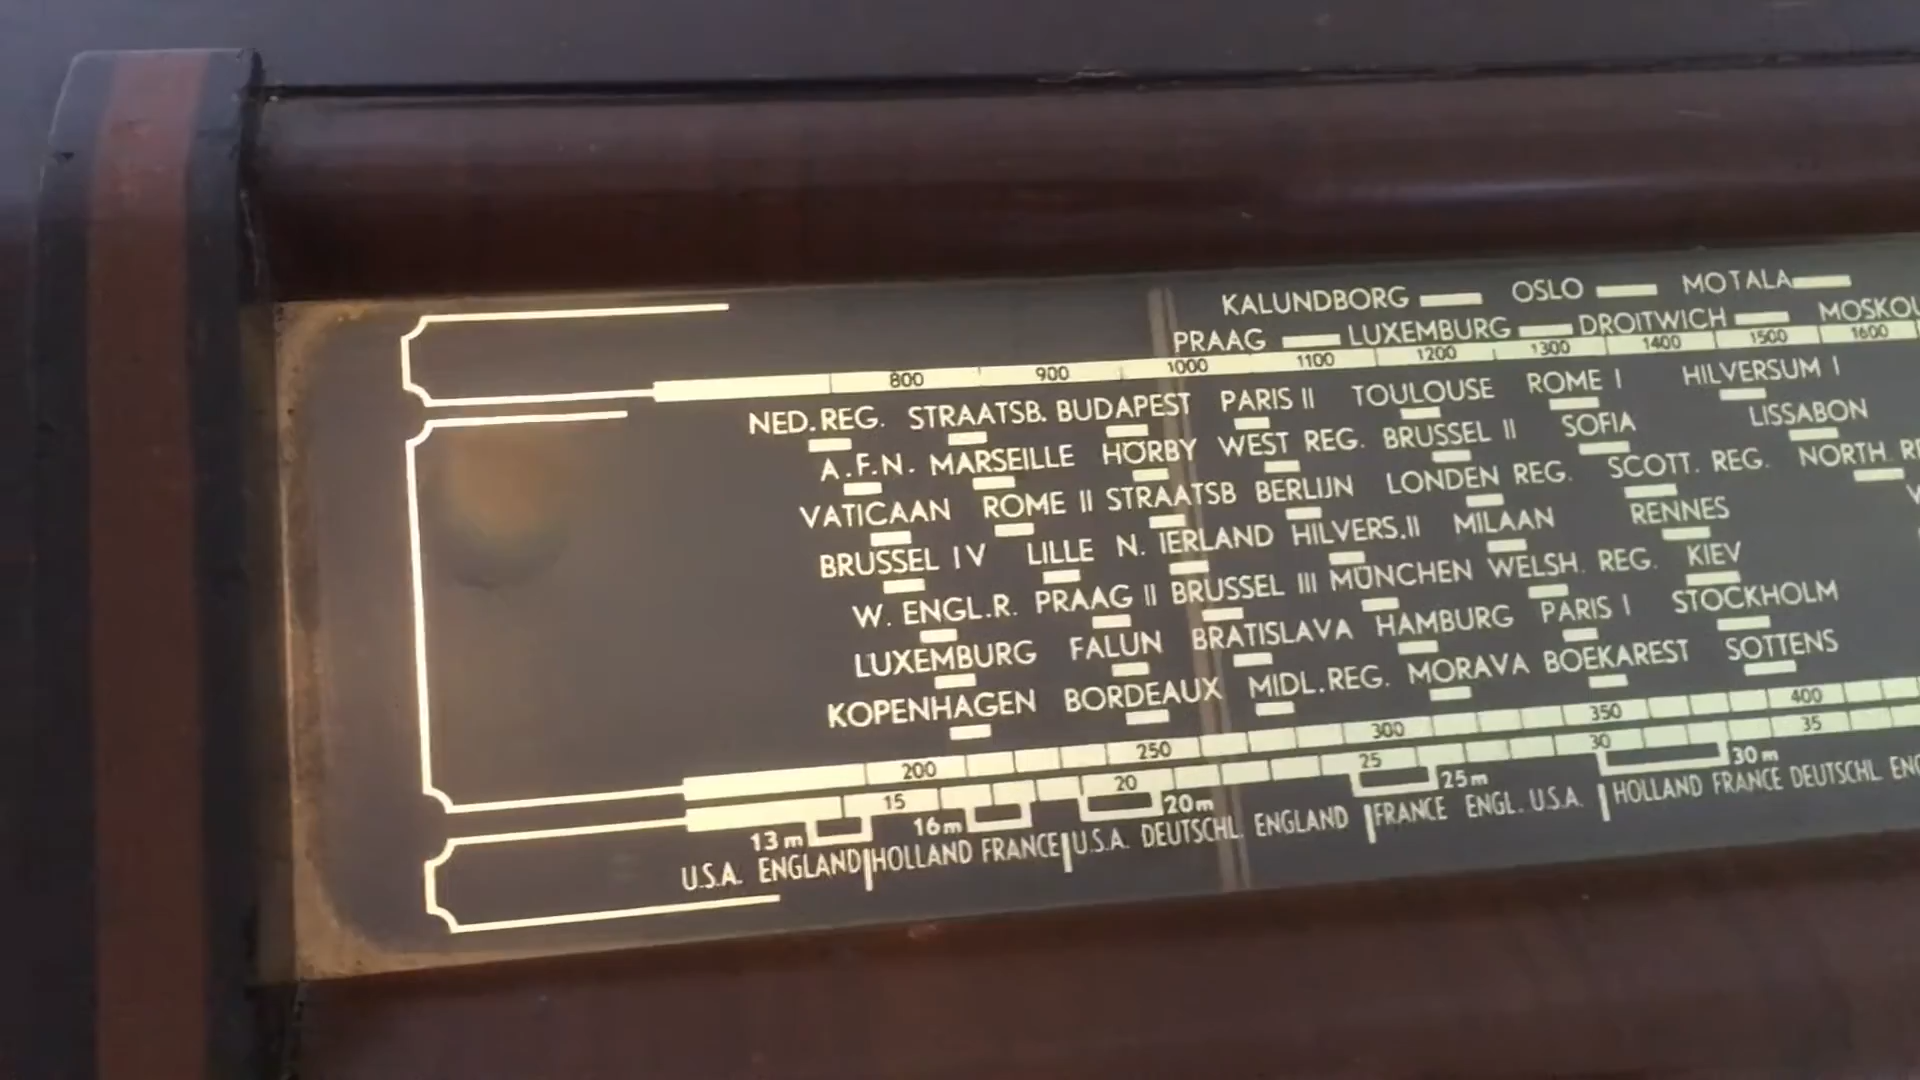 KALUNDBORG OSLO MOTALA
PRAAG LUXEMBURG DROITWICH MOSKOU
800 900 1000 1100 1200 1300 1400 1500 1600
NED.REG. STRAATSB. BUDAPEST PARIS II TOULOUSE ROME I HILVERSUM I
A.F.N. MARSEILLE HÖRBY WEST REG. BRUSSEL II SOFIA LISSABON
VATICAAN ROME II STRAATSB BERLIJN LONDEN REG. SCOTT. REG. NORTH
BRUSSEL IV LILLE N. IERLAND HILVERS.II MILAAN RENNES
W. ENGL.R. PRAAG II BRUSSEL III MÜNCHEN WELSH. REG. KIEV
LUXEMBURG FALUN BRATISLAVA HAMBURG PARIS I STOCKHOLM
KOPENHAGEN BORDEAUX MIDL.REG. MORAVA BOEKAREST SOTTENS
200 250 300 350 400
15 20 25 30 35
13m 16m 20m 25m 30m
U.S.A. ENGLAND HOLLAND FRANCE U.S.A. DEUTSCHL. ENGLAND FRANCE ENGL. U.S.A. HOLLAND FRANCE DEUTSCHL